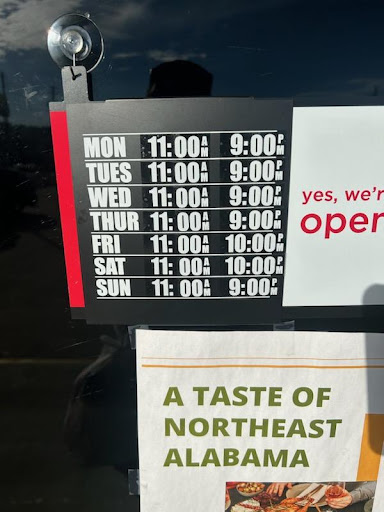 MON 11:00AM 9:00PM
TUES 11:00AM 9:00PM
WED 11:00AM 9:00PM
THUR 11:00AM 9:00PM
FRI 11:00AM 10:00PM
SAT 11:00AM 10:00PM
SUN 11:00AM 9:00PM
yes, we'r
open
A TASTE OF
NORTHEAST
ALABAMA